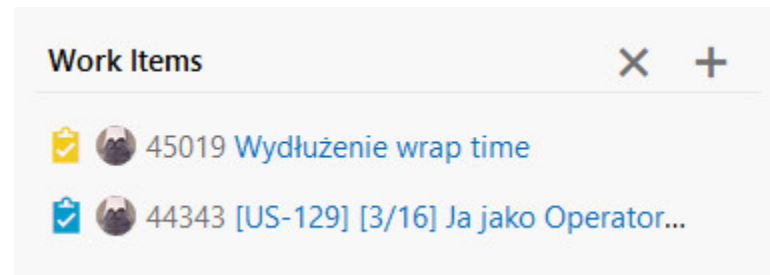 Work Items
45019 Wydłużenie wrap time
44343 [US-129] [3/16] Ja jako Operator...